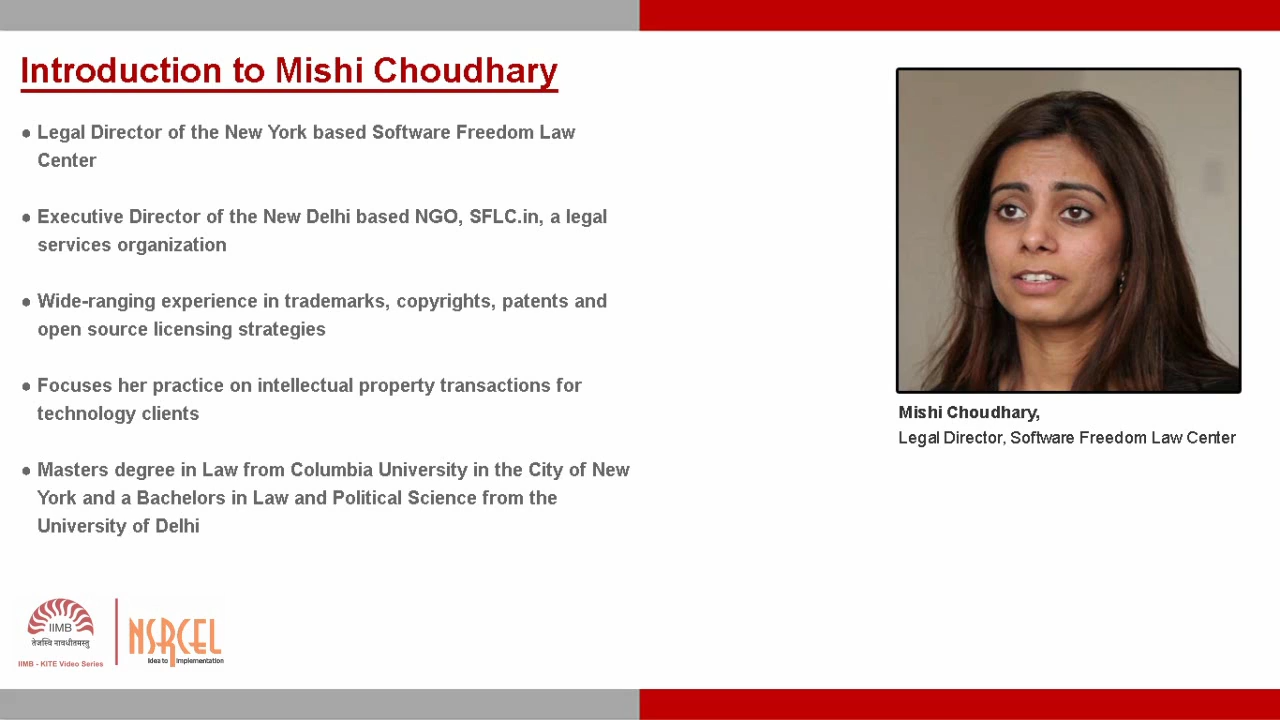 Introduction to Mishi Choudhary
● Legal Director of the New York based Software Freedom Law
Center
● Executive Director of the New Delhi based NGO, SFLC.in, a legal
services organization
● Wide-ranging experience in trademarks, copyrights, patents and
open source licensing strategies
● Focuses her practice on intellectual property transactions for
technology clients
● Masters degree in Law from Columbia University in the City of New
York and a Bachelors in Law and Political Science from the
University of Delhi
Mishi Choudhary,
Legal Director, Software Freedom Law Center
IIMB
तेजस्वि नावधीतमस्तु
IIMB - KITE Video Series
NSRCEL
Idea to Implementation